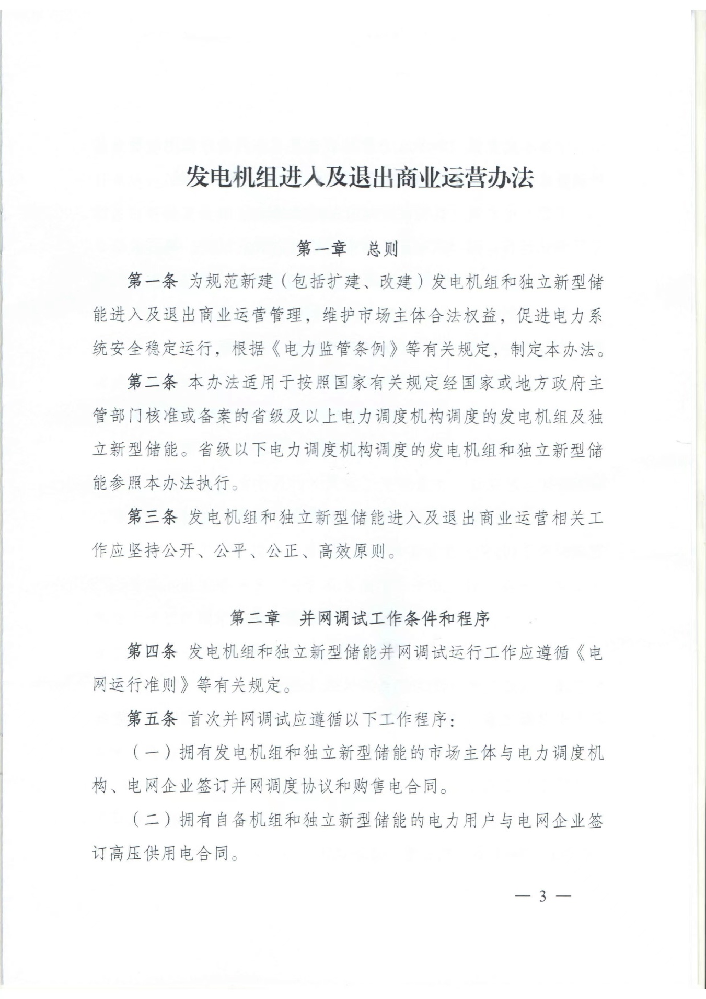 发电机组进入及退出商业运营办法
第一章 总则
第一条 为规范新建（包括扩建、改建）发电机组和独立新型储
能进入及退出商业运营管理，维护市场主体合法权益，促进电力系
统安全稳定运行，根据《电力监管条例》等有关规定，制定本办法。
第二条 本办法适用于按照国家有关规定经国家或地方政府主
管部门核准或备案的省级及以上电力调度机构调度的发电机组及独
立新型储能。省级以下电力调度机构调度的发电机组和独立新型储
能参照本办法执行。
第三条 发电机组和独立新型储能进入及退出商业运营相关工
作应坚持公开、公平、公正、高效原则。
第二章 并网调试工作条件和程序
第四条 发电机组和独立新型储能并网调试运行工作应遵循《电
网运行准则》等有关规定。
第五条 首次并网调试应遵循以下工作程序：
（一）拥有发电机组和独立新型储能的市场主体与电力调度机
构、电网企业签订并网调度协议和购售电合同。
（二）拥有自备机组和独立新型储能的电力用户与电网企业签
订高压供用电合同。
— 3 —